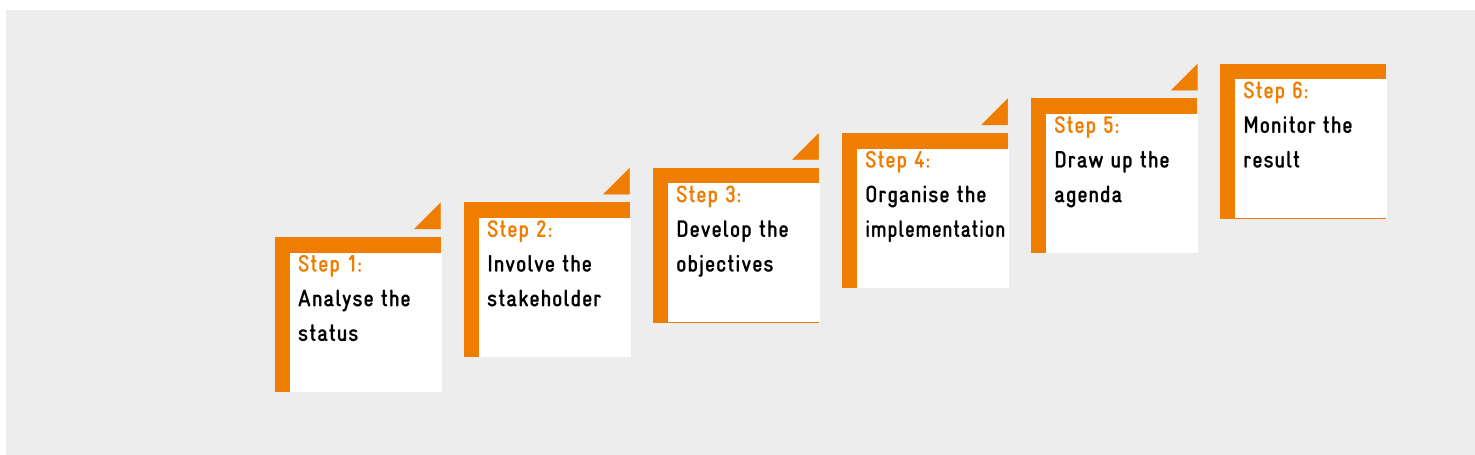 Step 1:
Analyse the
status
Step 2:
Involve the
stakeholder
Step 3:
Develop the
objectives
Step 4:
Organise the
implementation
Step 5:
Draw up the
agenda
Step 6:
Monitor the
result